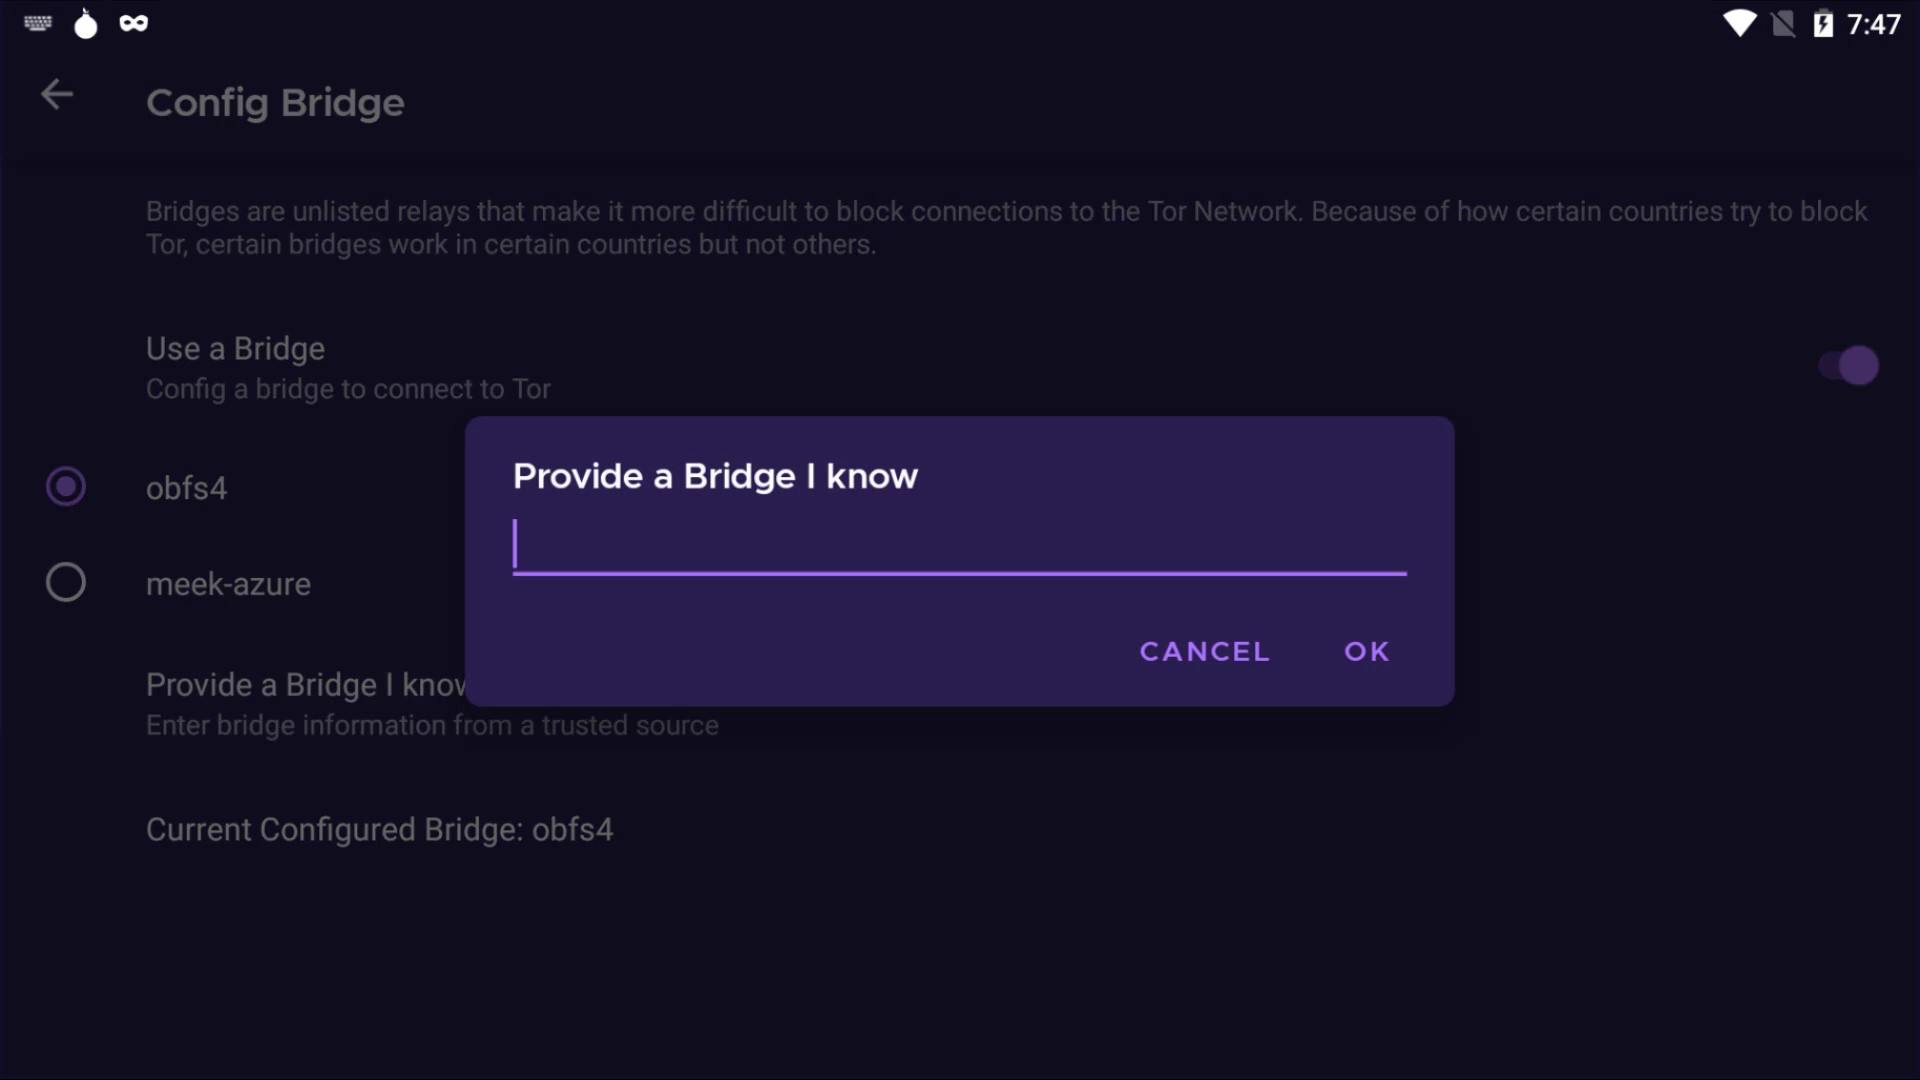 7:47
Config Bridge
Bridges are unlisted relays that make it more difficult to block connections to the Tor Network. Because of how certain countries try to block
Tor, certain bridges work in certain countries but not others.
Use a Bridge
Config a bridge to connect to Tor
obfs4
Provide a Bridge I know
meek-azure
CANCEL OK
Provide a Bridge I know
Enter bridge information from a trusted source
Current Configured Bridge: obfs4